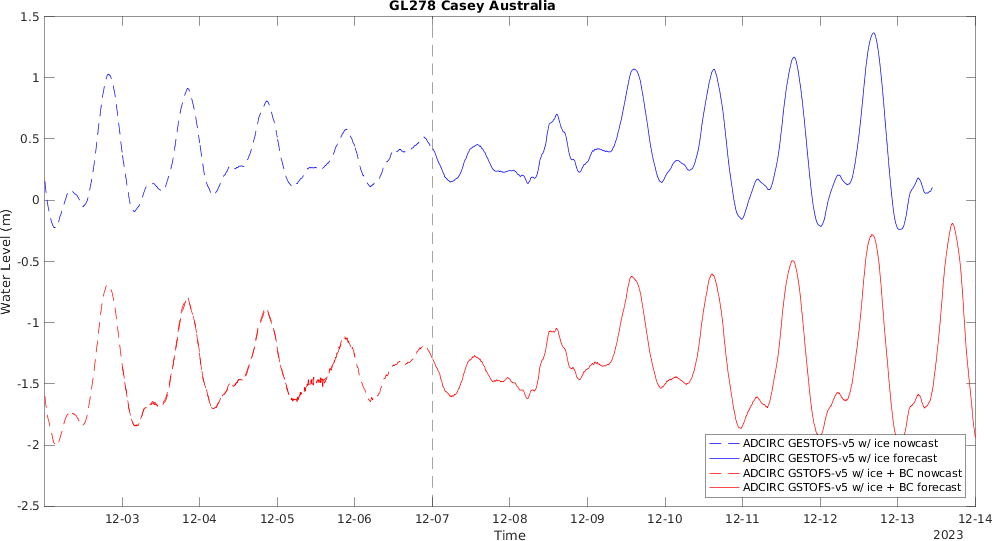 GL278 Casey Australia
Water Level (m)
1.5
1
0.5
0
-0.5
-1
-1.5
-2
-2.5
ADCIRC GESTOFS-v5 w/ ice nowcast
ADCIRC GESTOFS-v5 w/ ice forecast
ADCIRC GSTOFS-v5 w/ ice + BC nowcast
ADCIRC GSTOFS-v5 w/ ice + BC forecast
12-03 12-04 12-05 12-06 12-07 12-08 12-09 12-10 12-11 12-12 12-13 12-14
Time
2023